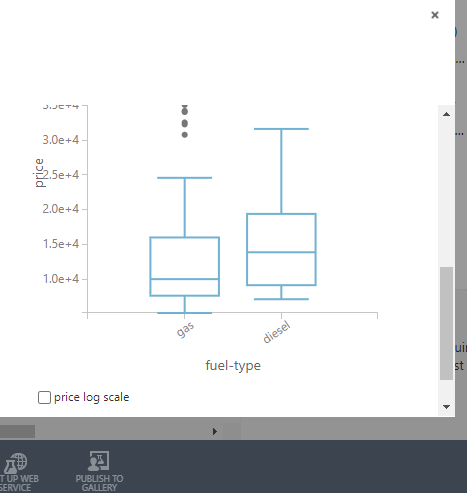 ×
3.5e+4
3.0e+4
2.5e+4
2.0e+4
1.5e+4
1.0e+4
price
gas
diesel
fuel-type
price log scale
T UP WEB
SERVICE
PUBLISH TO
GALLERY